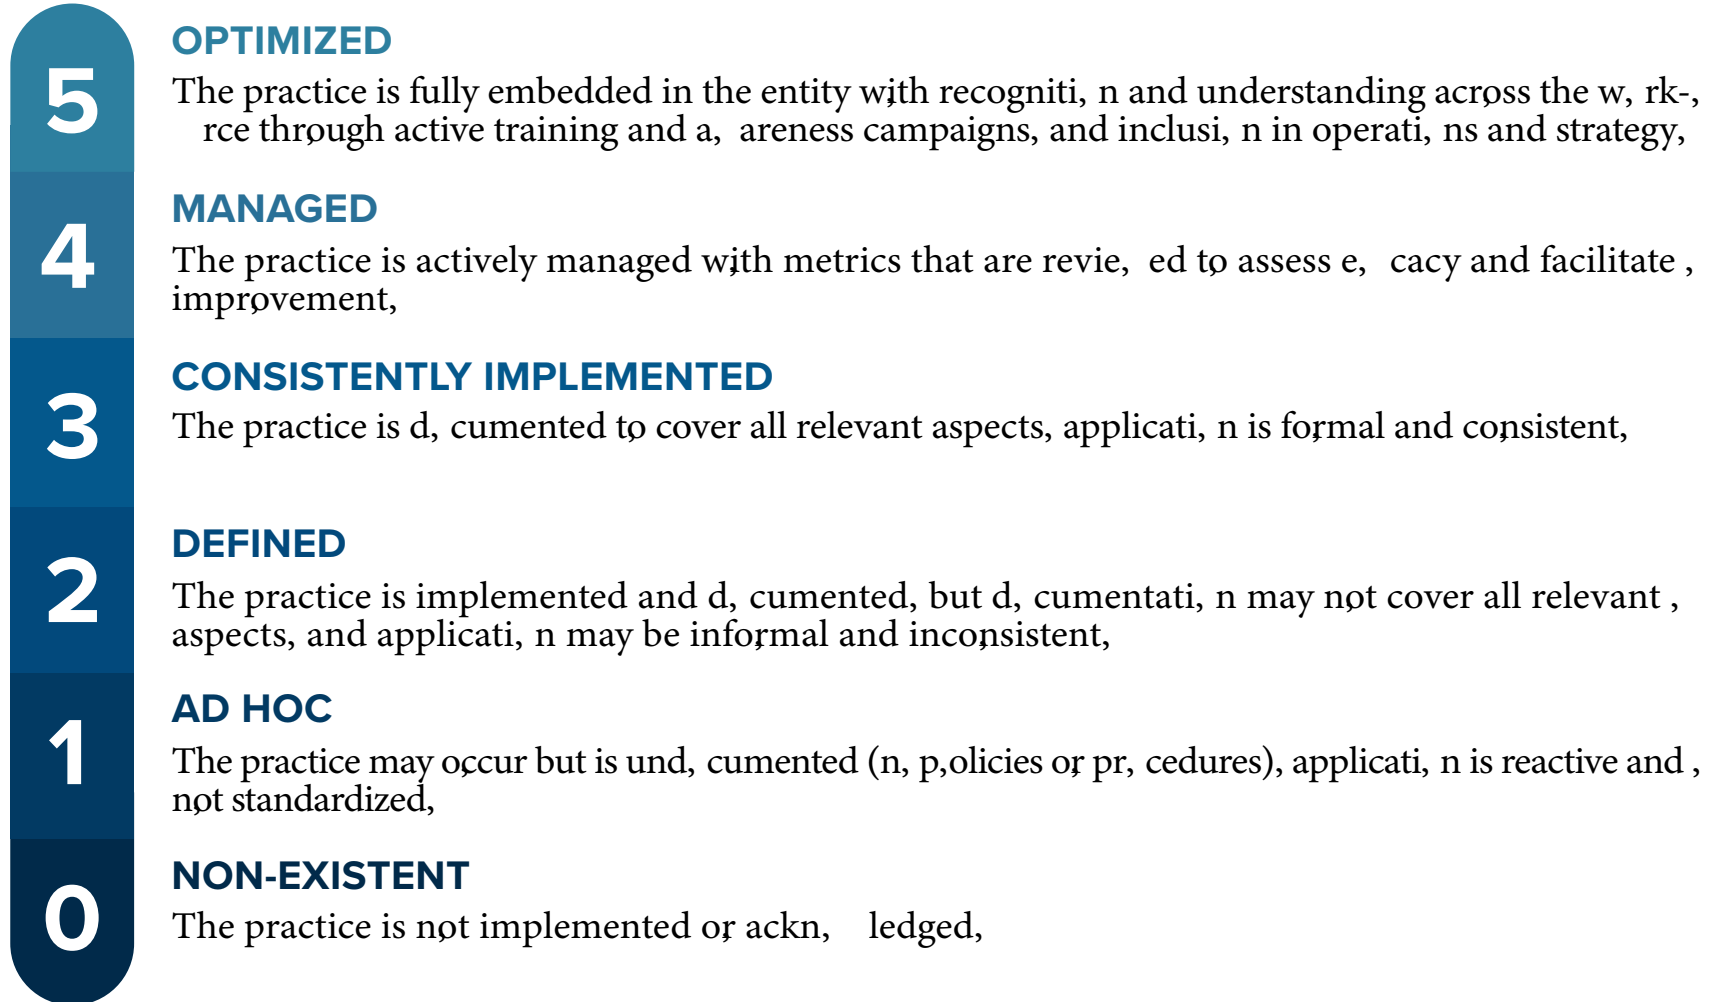 5
OPTIMIZED
The practice is fully embedded in the entity with recogniti, n and understanding across the w, rk-,
rce through active training and a, areness campaigns, and inclusi, n in operati, ns and strategy,
4
MANAGED
The practice is actively managed with metrics that are revie, ed to assess e, cacy and facilitate ,
improvement,
3
CONSISTENTLY IMPLEMENTED
The practice is d, cumented to cover all relevant aspects, applicati, n is formal and consistent,
2
DEFINED
The practice is implemented and d, cumented, but d, cumentati, n may not cover all relevant ,
aspects, and applicati, n may be informal and inconsistent,
1
AD HOC
The practice may occur but is und, cumented (n, p,olicies or pr, cedures), applicati, n is reactive and ,
not standardized,
0
NON-EXISTENT
The practice is not implemented or ackn, ledged,